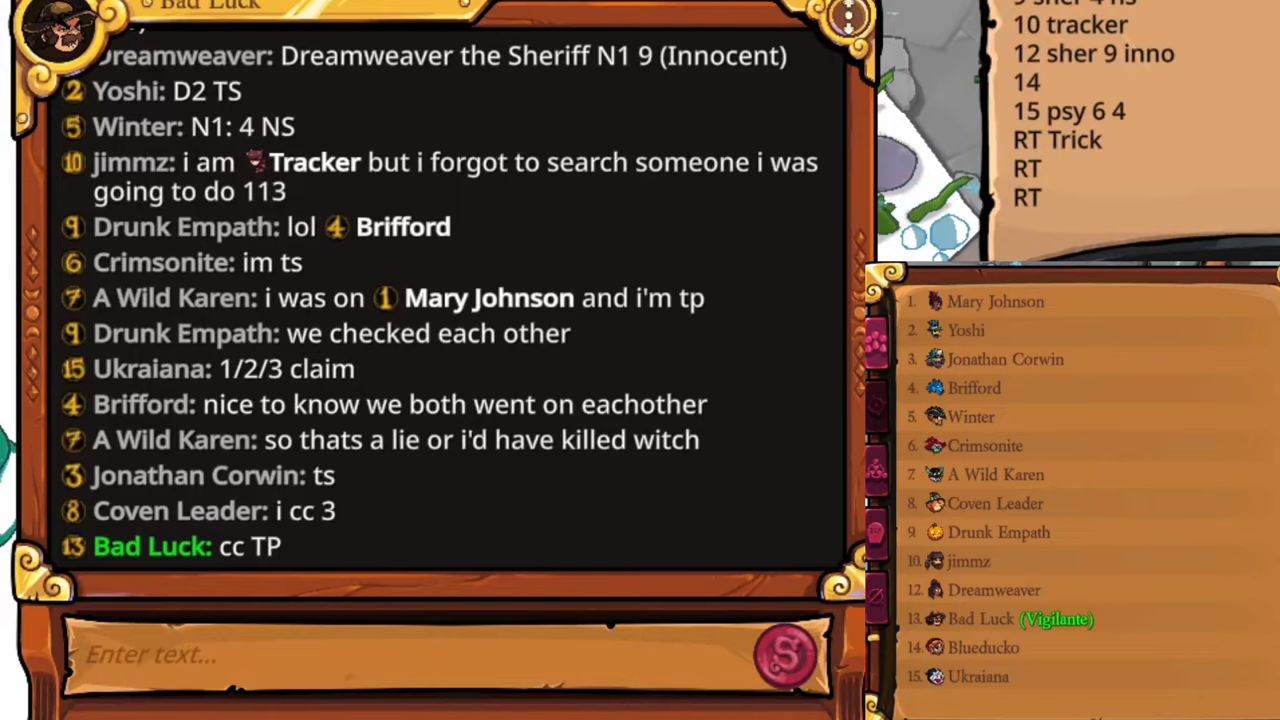 Bad Luck
Dreamweaver: Dreamweaver the Sheriff N1 9 (Innocent)
2 Yoshi: D2 TS
5 Winter: N1: 4 NS
10 jimmz: i am Tracker but i forgot to search someone i was
going to do 113
9 Drunk Empath: lol 4 Brifford
6 Crimsonite: im ts
7 A Wild Karen: i was on 1 Mary Johnson and i'm tp
9 Drunk Empath: we checked each other
15 Ukraiana: 1/2/3 claim
4 Brifford: nice to know we both went on eachother
7 A Wild Karen: so thats a lie or i'd have killed witch
3 Jonathan Corwin: ts
8 Coven Leader: i cc 3
13 Bad Luck: cc TP
Enter text...
S
9 sher 4 ns
10 tracker
12 sher 9 inno
14
15 psy 6 4
RT Trick
RT
RT
1. Mary Johnson
2. Yoshi
3. Jonathan Corwin
4. Brifford
5. Winter
6. Crimsonite
7. A Wild Karen
8. Coven Leader
9. Drunk Empath
10. jimmz
12. Dreamweaver
13. Bad Luck (Vigilante)
14. Blueducko
15. Ukraiana